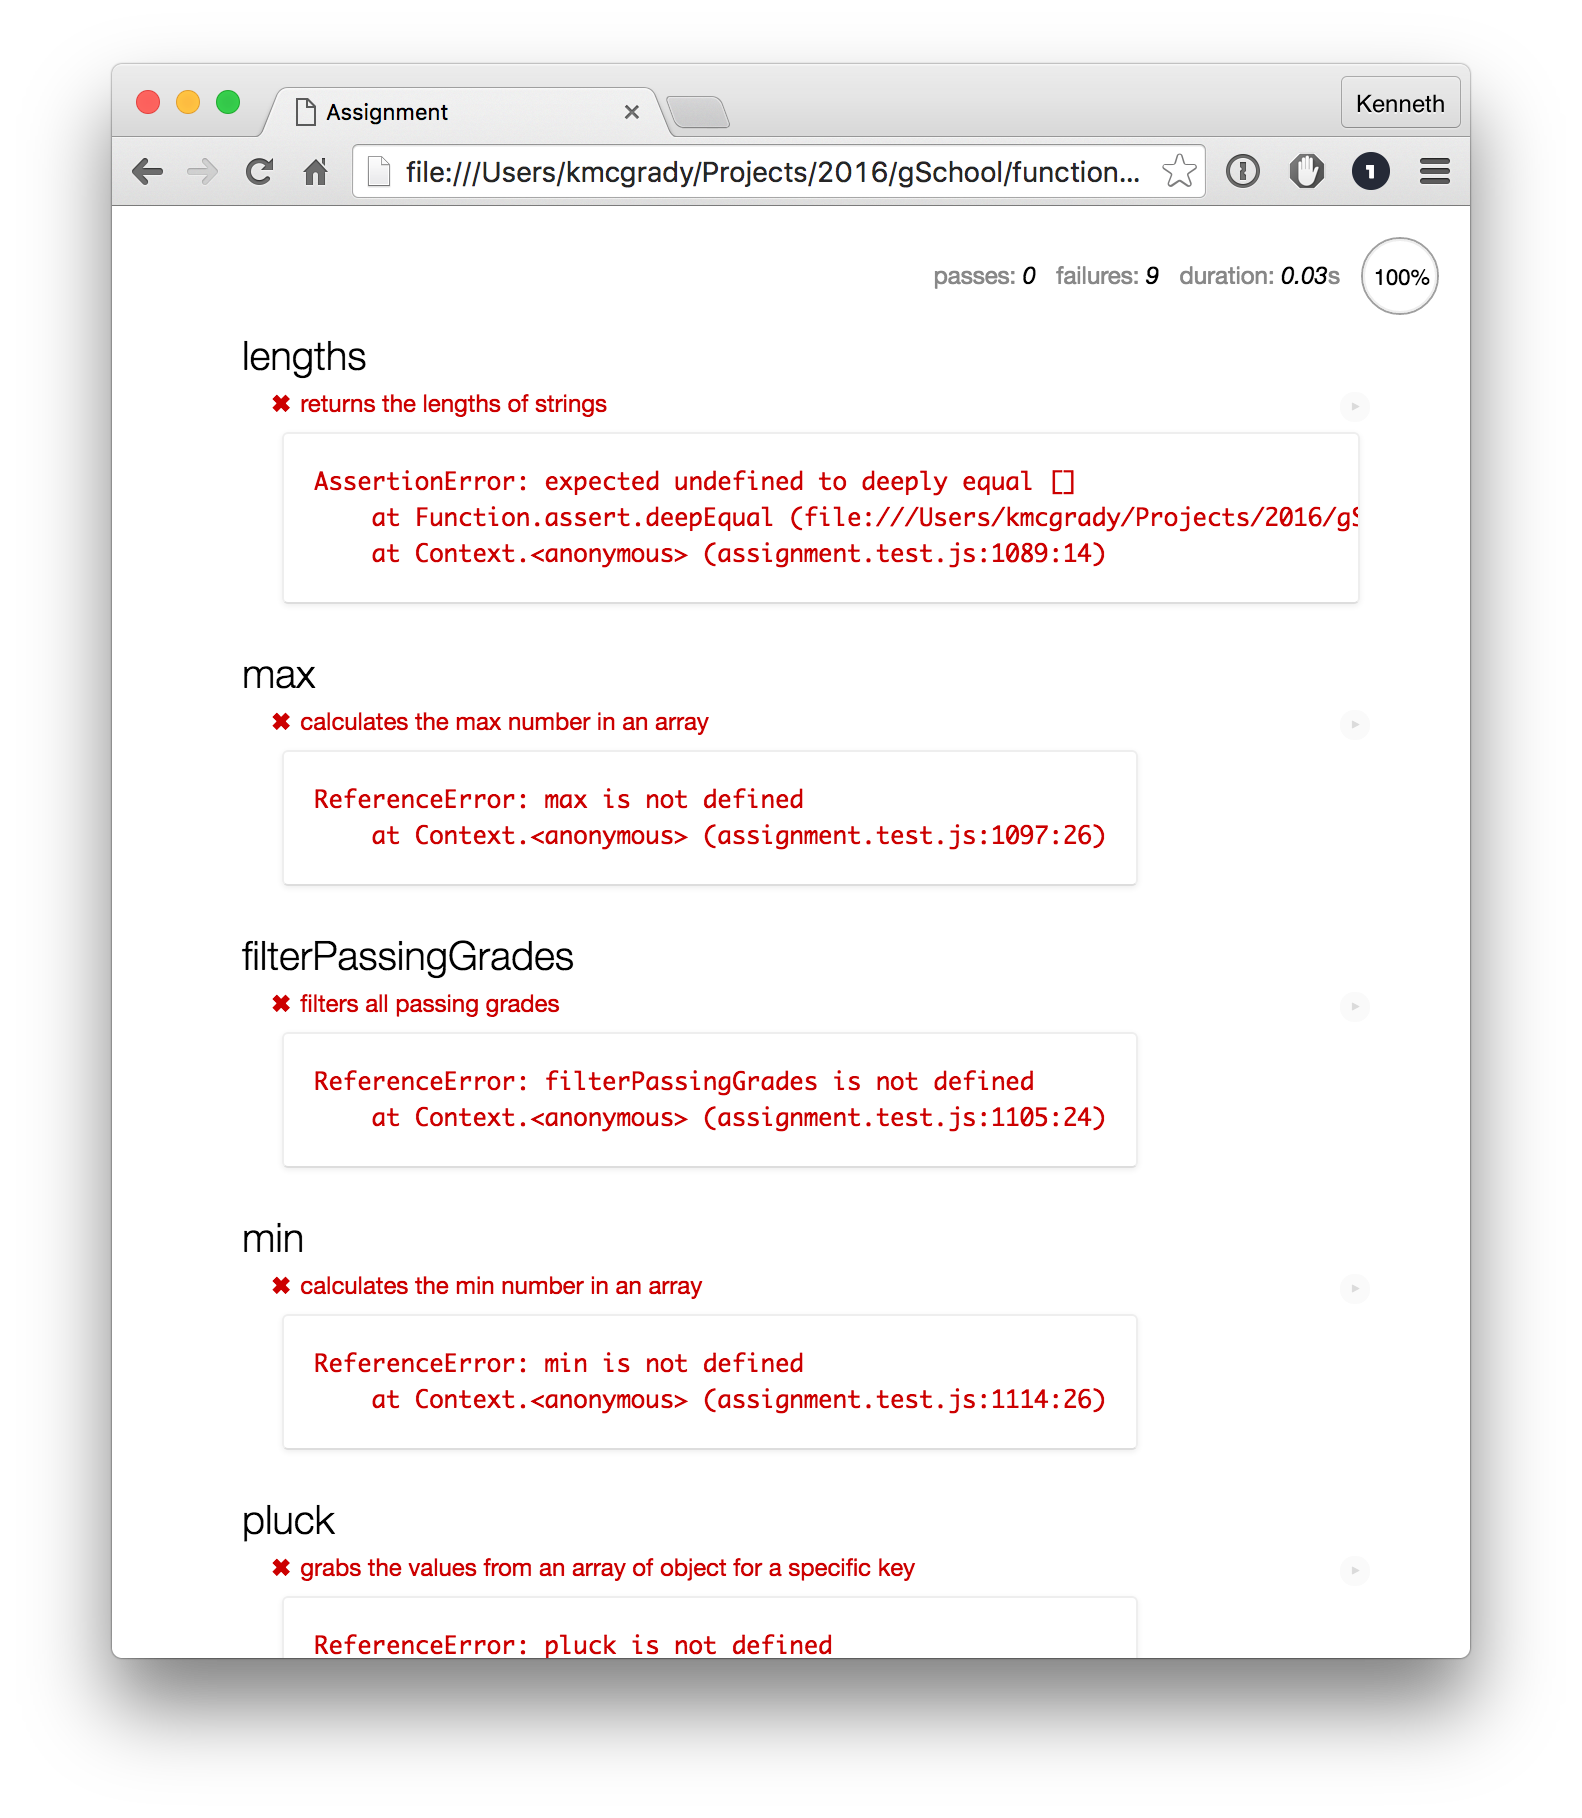 Assignment
Kenneth
file:///Users/kmcgrady/Projects/2016/gSchool/function...
passes: 0 failures: 9 duration: 0.03s 100%
lengths
✖ returns the lengths of strings
AssertionError: expected undefined to deeply equal []
at Function.assert.deepEqual (file:///Users/kmcgrady/Projects/2016/gS
at Context.<anonymous> (assignment.test.js:1089:14)
max
✖ calculates the max number in an array
ReferenceError: max is not defined
at Context.<anonymous> (assignment.test.js:1097:26)
filterPassingGrades
✖ filters all passing grades
ReferenceError: filterPassingGrades is not defined
at Context.<anonymous> (assignment.test.js:1105:24)
min
✖ calculates the min number in an array
ReferenceError: min is not defined
at Context.<anonymous> (assignment.test.js:1114:26)
pluck
✖ grabs the values from an array of object for a specific key
ReferenceError: pluck is not defined